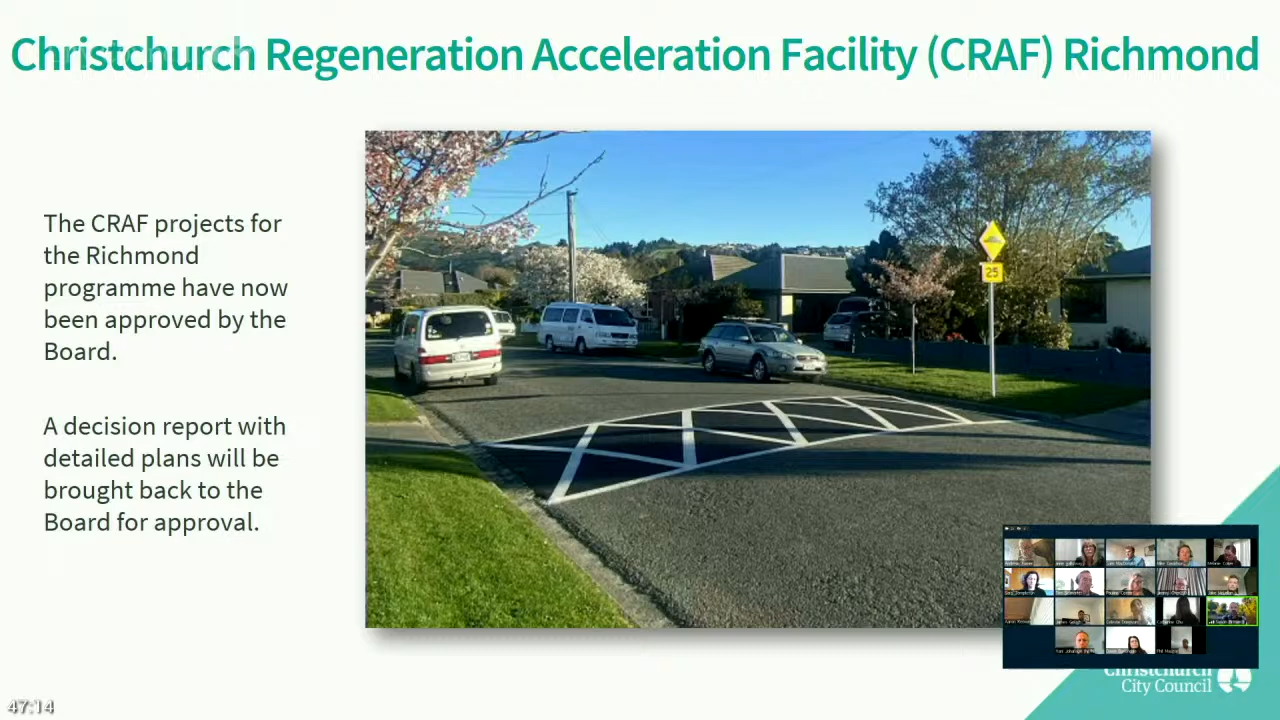 Christchurch Regeneration Acceleration Facility (CRAF) Richmond
The CRAF projects for
the Richmond
programme have now
been approved by the
Board.
A decision report with
detailed plans will be
brought back to the
Board for approval.
25
Christchurch
City Council
47:14